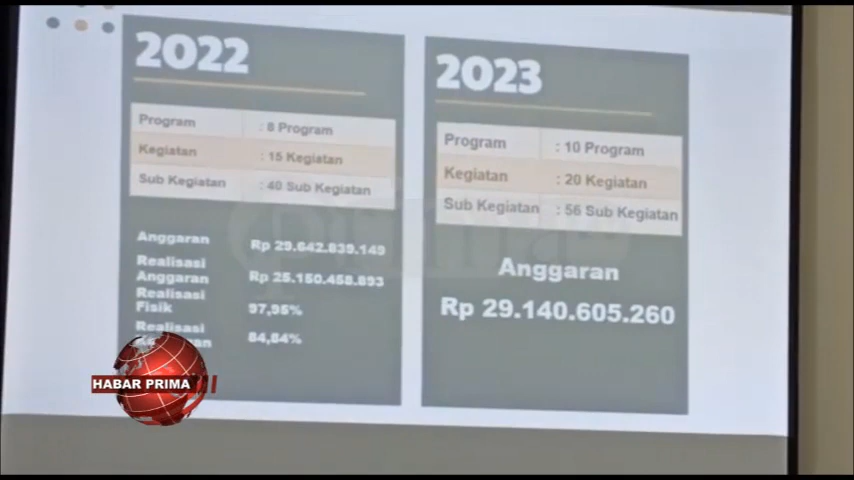 2022
Program : 8 Program
Kegiatan : 15 Kegiatan
Sub Kegiatan : 40 Sub Kegiatan
Anggaran Rp 29.642.839.149
Realisasi
Anggaran Rp 25.150.458.893
Realisasi
Fisik 97,95%
Realisasi
84,84%
2023
Program : 10 Program
Kegiatan : 20 Kegiatan
Sub Kegiatan : 56 Sub Kegiatan
Anggaran
Rp 29.140.605.260
HABAR PRIMA
prima